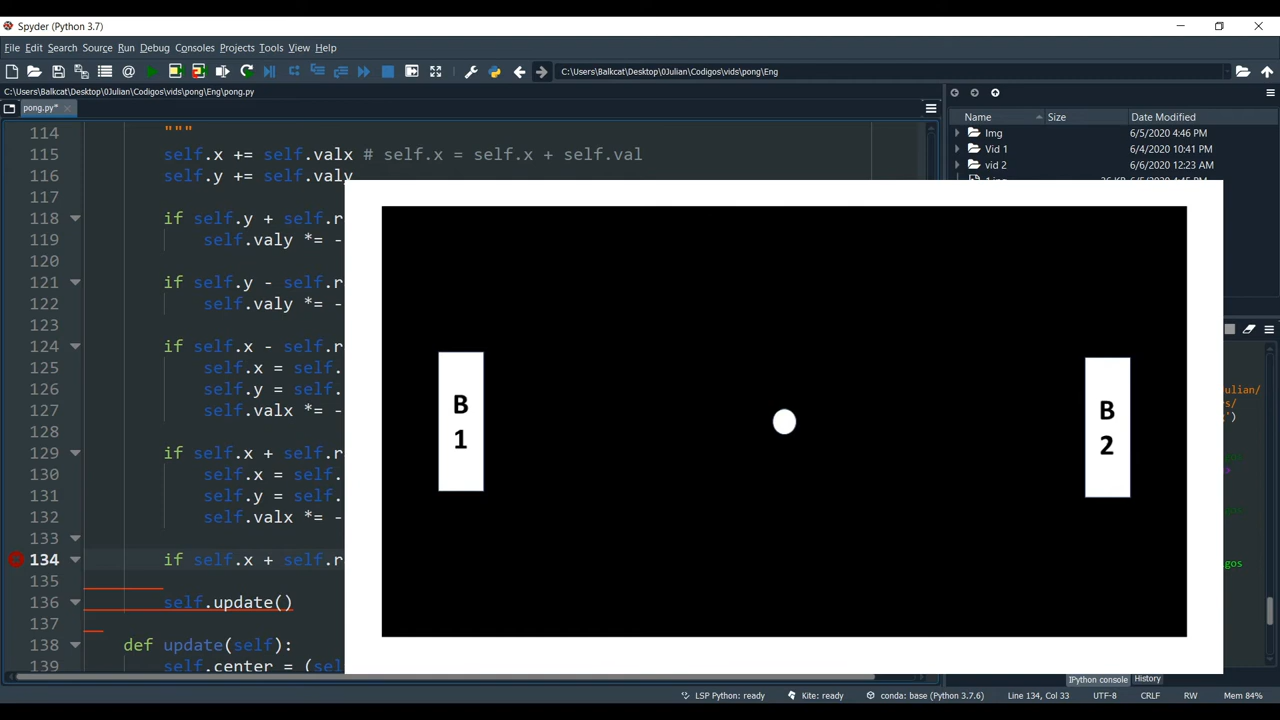 Spyder (Python 3.7)
File Edit Search Source Run Debug Consoles Projects Tools View Help
C:\Users\Balkcat\Desktop\0Julian\Codigos\vids\pong\Eng
C:\Users\Balkcat\Desktop\0Julian\Codigos\vids\pong\Eng\pong.py
pong.py*
Name Size Date Modified
Img 6/5/2020 4:46 PM
Vid 1 6/4/2020 10:41 PM
vid 2 6/6/2020 12:23 AM
114 """
115 self.x += self.valx # self.x = self.x + self.val
116 self.y += self.valy
117
118 if self.y + self.r
119 self.valy *= -
120
121 if self.y - self.r
122 self.valy *= -
123
124 if self.x - self.r
125 self.x = self.
126 self.y = self.
127 self.valx *= -
128
129 if self.x + self.r
130 self.x = self.
131 self.y = self.
132 self.valx *= -
133
134 if self.x + self.r
135
136 self.update()
137
138 def update(self):
139 self.center = (self
B
1
B
2
ulian/
s/
')
gos
IPython console History
LSP Python: ready Kite: ready conda: base (Python 3.7.6) Line 134, Col 33 UTF-8 CRLF RW Mem 84%